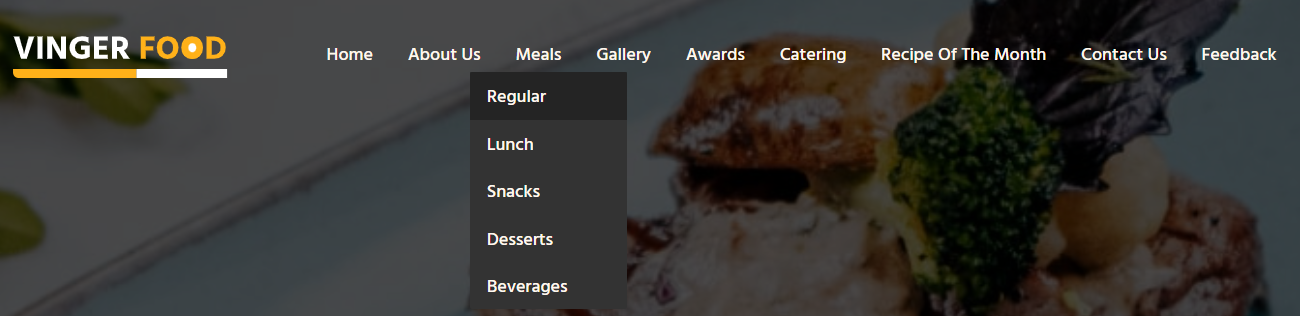 VINGER FOOD
Home About Us Meals Gallery Awards Catering Recipe Of The Month Contact Us Feedback
Regular
Lunch
Snacks
Desserts
Beverages